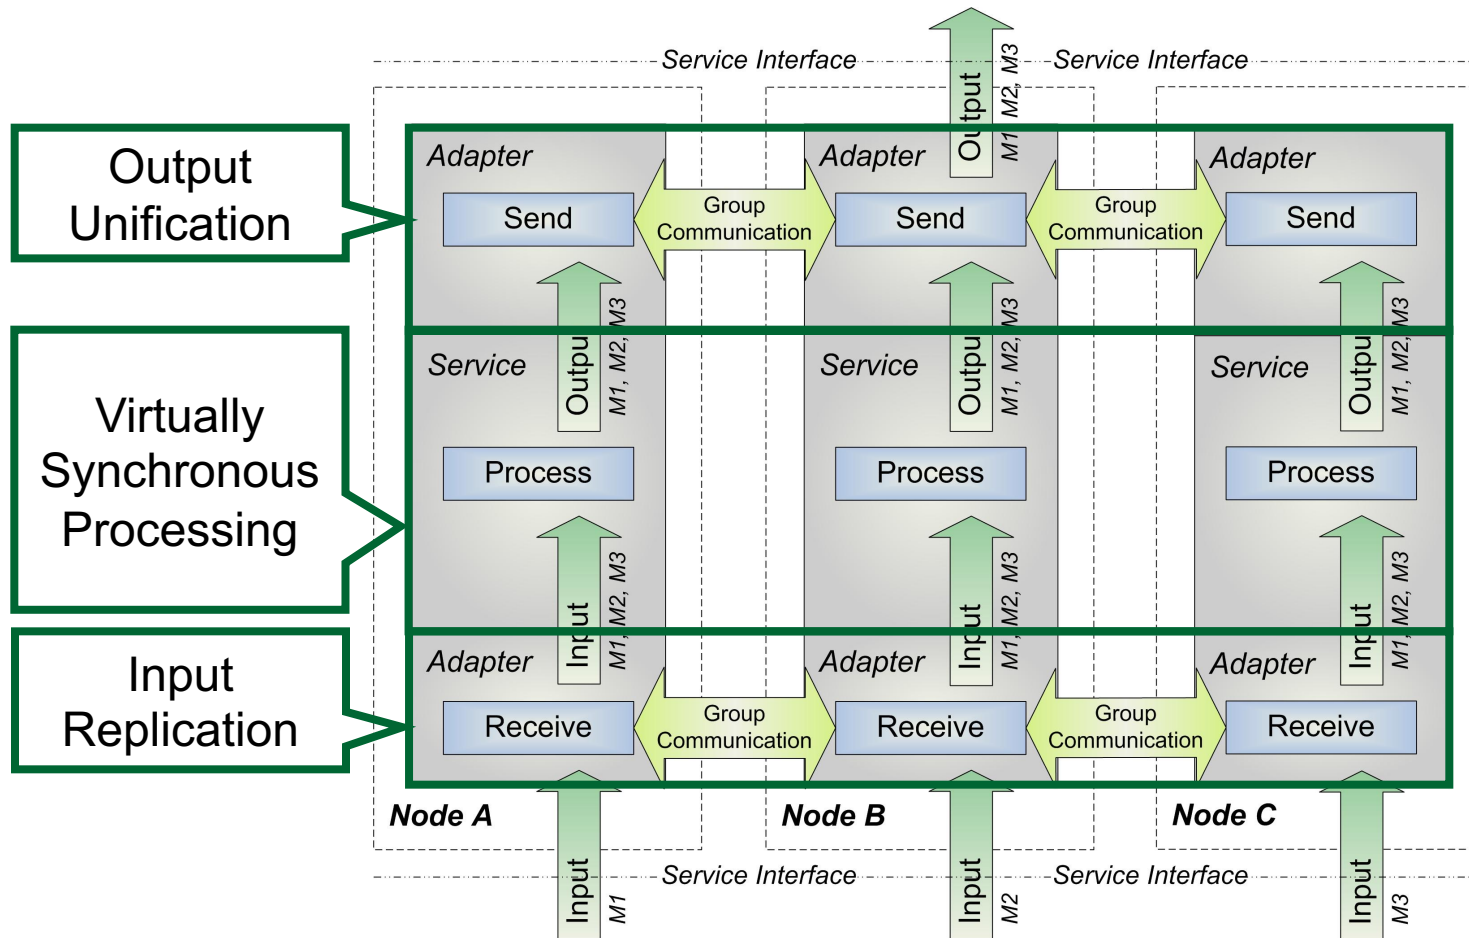 Service Interface
Service Interface
Output
M1, M2, M3
Output
Unification
Adapter
Adapter
Adapter
Send
Group
Communication
Send
Group
Communication
Send
Output
M1, M2, M3
Output
M1, M2, M3
Output
M1, M2, M3
Virtually
Synchronous
Processing
Service
Service
Service
Process
Process
Process
Input
M1, M2, M3
Input
M1, M2, M3
Input
M1, M2, M3
Input
Replication
Adapter
Adapter
Adapter
Receive
Group
Communication
Receive
Group
Communication
Receive
Node A
Node B
Node C
Service Interface
Service Interface
Input
M1
Input
M2
Input
M3